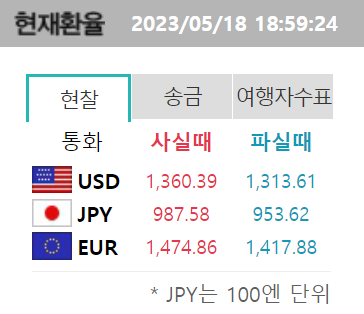 현재환율 2023/05/18 18:59:24
현찰 송금 여행자수표
통화 사실때 파실때
USD 1,360.39 1,313.61
JPY 987.58 953.62
EUR 1,474.86 1,417.88
* JPY는 100엔 단위